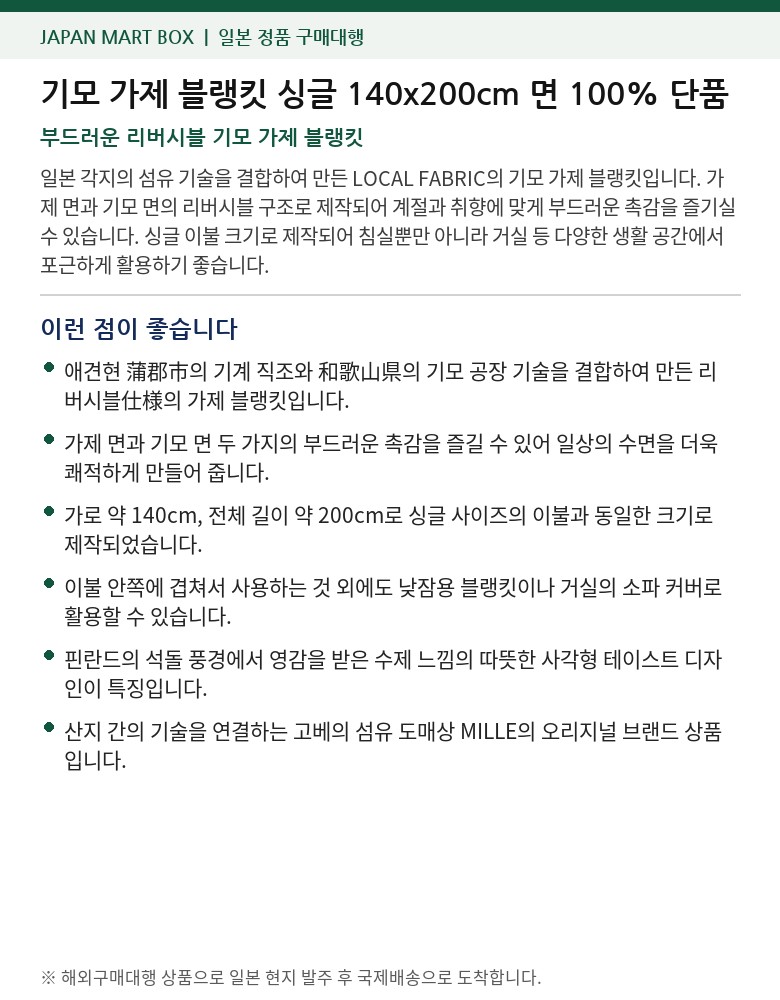 JAPAN MART BOX | 일본 정품 구매대행
기모 가제 블랭킷 싱글 140x200cm 면 100% 단품
부드러운 리버시블 기모 가제 블랭킷
일본 각지의 섬유 기술을 결합하여 만든 LOCAL FABRIC의 기모 가제 블랭킷입니다. 가
제 면과 기모 면의 리버시블 구조로 제작되어 계절과 취향에 맞게 부드러운 촉감을 즐기실
수 있습니다. 싱글 이불 크기로 제작되어 침실뿐만 아니라 거실 등 다양한 생활 공간에서
포근하게 활용하기 좋습니다.
이런 점이 좋습니다
애견현 蒲郡市의 기계 직조와 和歌山県의 기모 공장 기술을 결합하여 만든 리
버시블仕様의 가제 블랭킷입니다.
가제 면과 기모 면 두 가지의 부드러운 촉감을 즐길 수 있어 일상의 수면을 더욱
쾌적하게 만들어 줍니다.
가로 약 140cm, 전체 길이 약 200cm로 싱글 사이즈의 이불과 동일한 크기로
제작되었습니다.
이불 안쪽에 겹쳐서 사용하는 것 외에도 낮잠용 블랭킷이나 거실의 소파 커버로
활용할 수 있습니다.
핀란드의 석돌 풍경에서 영감을 받은 수제 느낌의 따뜻한 사각형 테이스트 디자
인이 특징입니다.
산지 간의 기술을 연결하는 고베의 섬유 도매상 MILLE의 오리지널 브랜드 상품
입니다.
※ 해외구매대행 상품으로 일본 현지 발주 후 국제배송으로 도착합니다.